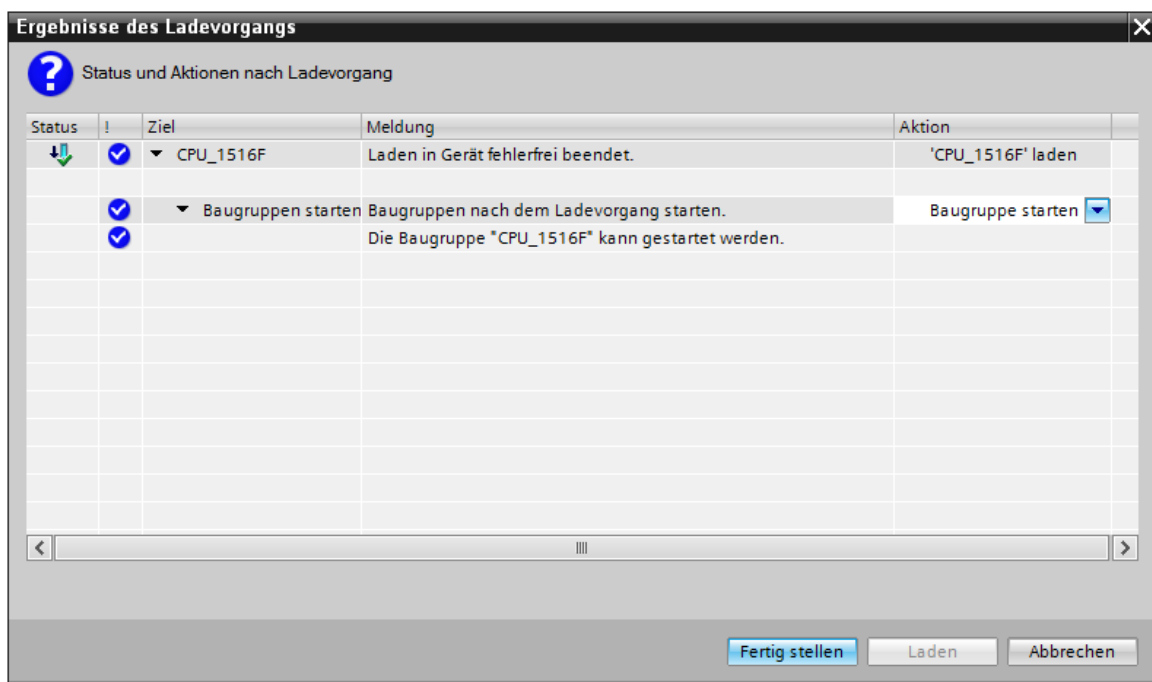 Ergebnisse des Ladevorgangs
Status und Aktionen nach Ladevorgang
Status ! Ziel Meldung Aktion
CPU_1516F Laden in Gerät fehlerfrei beendet. 'CPU_1516F' laden
Baugruppen starten Baugruppen nach dem Ladevorgang starten. Baugruppe starten
Die Baugruppe "CPU_1516F" kann gestartet werden.
Fertig stellen Laden Abbrechen